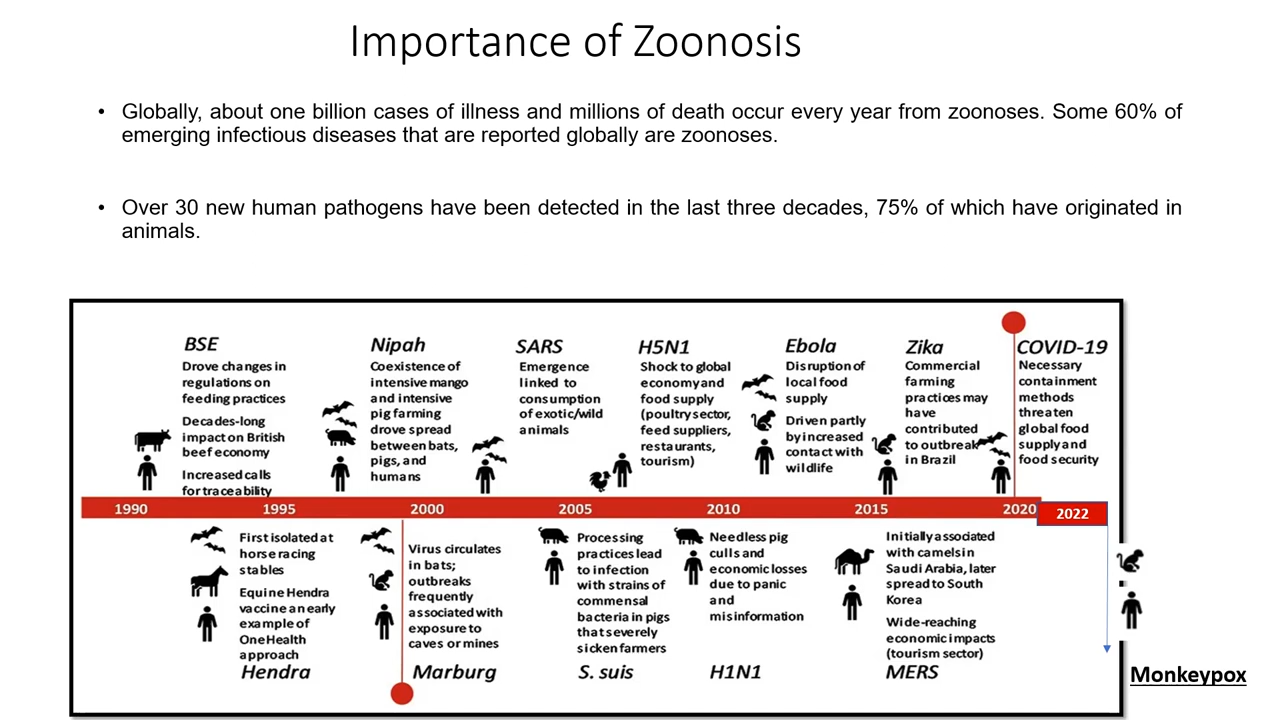 Importance of Zoonosis
• Globally, about one billion cases of illness and millions of death occur every year from zoonoses. Some 60% of
emerging infectious diseases that are reported globally are zoonoses.
• Over 30 new human pathogens have been detected in the last three decades, 75% of which have originated in
animals.
BSE
Drove changes in
regulations on
feeding practices
Decades-long
impact on British
beef economy
Increased calls
for traceability
Nipah
Coexistence of
intensive mango
and intensive
pig farming
drove spread
between bats,
pigs, and
humans
SARS
Emergence
linked to
consumption
of exotic/wild
animals
H5N1
Shock to global
economy and
food supply
(poultry sector,
feed suppliers,
restaurants,
tourism)
Ebola
Disruption of
local food
supply
Driven partly
by increased
contact with
wildlife
Zika
Commercial
farming
practices may
have
contributed
to outbreak
in Brazil
COVID-19
Necessary
containment
methods
threaten
global food
supply and
food security
1990 1995 2000 2005 2010 2015 2020 2022
First isolated at
horse racing
stables
Equine Hendra
vaccine an early
example of
OneHealth
approach
Hendra
Virus circulates
in bats;
outbreaks
frequently
associated with
exposure to
caves or mines
Marburg
Processing
practices lead
to infection
with strains of
commensal
bacteria in pigs
that severely
sicken farmers
S. suis
Needless pig
culls and
economic losses
due to panic
and
misinformation
H1N1
Initially associated
with camels in
Saudi Arabia, later
spread to South
Korea
Wide-reaching
economic impacts
(tourism sector)
MERS
Monkeypox